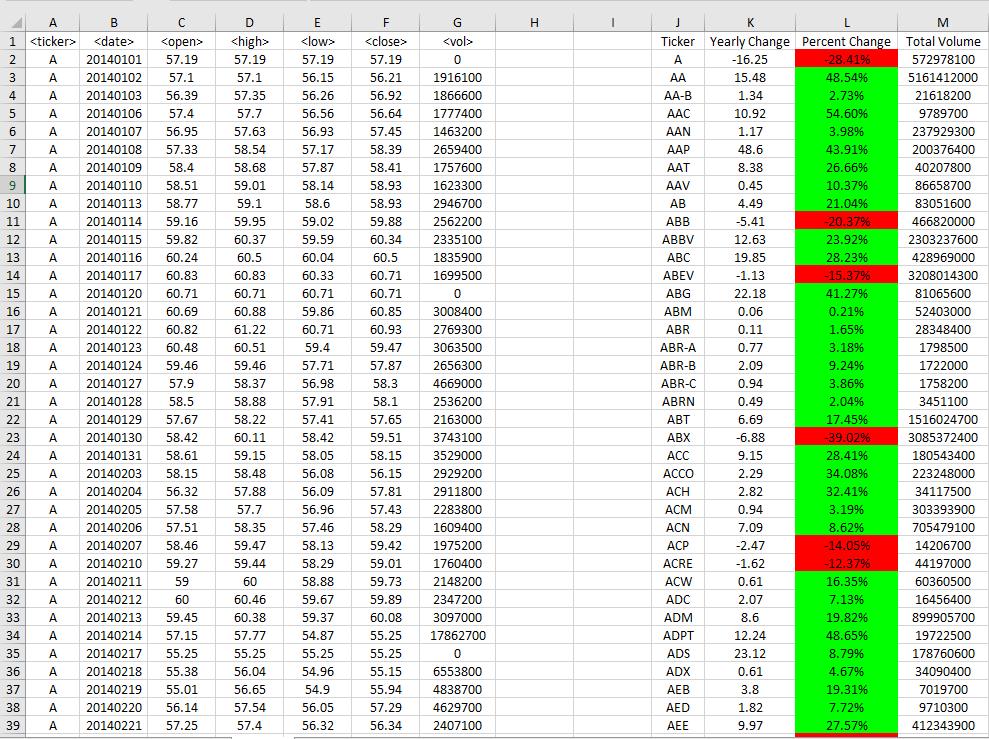 A B C D E F G H I J K L M
1 <ticker> <date> <open> <high> <low> <close> <vol> Ticker Yearly Change Percent Change Total Volume
2 A 20140101 57.19 57.19 57.19 57.19 0 A -16.25 -28.41% 572978100
3 A 20140102 57.1 57.1 56.15 56.21 1916100 AA 15.48 48.54% 5161412000
4 A 20140103 56.39 57.35 56.26 56.92 1866600 AA-B 1.34 2.73% 21618200
5 A 20140106 57.4 57.7 56.56 56.64 1777400 AAC 10.92 54.60% 9789700
6 A 20140107 56.95 57.63 56.93 57.45 1463200 AAN 1.17 3.98% 237929300
7 A 20140108 57.33 58.54 57.17 58.39 2659400 AAP 48.6 43.91% 200376400
8 A 20140109 58.4 58.68 57.87 58.41 1757600 AAT 8.38 26.66% 40207800
9 A 20140110 58.51 59.01 58.14 58.93 1623300 AAV 0.45 10.37% 86658700
10 A 20140113 58.77 59.1 58.6 58.93 2946700 AB 4.49 21.04% 83051600
11 A 20140114 59.16 59.95 59.02 59.88 2562200 ABB -5.41 -20.37% 466820000
12 A 20140115 59.82 60.37 59.59 60.34 2335100 ABBV 12.63 23.92% 2303237600
13 A 20140116 60.24 60.5 60.04 60.5 1835900 ABC 19.85 28.23% 428969000
14 A 20140117 60.83 60.83 60.33 60.71 1699500 ABEV -1.13 -15.37% 3208014300
15 A 20140120 60.71 60.71 60.71 60.71 0 ABG 22.18 41.27% 81065600
16 A 20140121 60.69 60.88 59.86 60.85 3008400 ABM 0.06 0.21% 52403000
17 A 20140122 60.82 61.22 60.71 60.93 2769300 ABR 0.11 1.65% 28348400
18 A 20140123 60.48 60.51 59.4 59.47 3063500 ABR-A 0.77 3.18% 1798500
19 A 20140124 59.46 59.46 57.71 57.87 2656300 ABR-B 2.09 9.24% 1722000
20 A 20140127 57.9 58.37 56.98 58.3 4669000 ABR-C 0.94 3.86% 1758200
21 A 20140128 58.5 58.88 57.91 58.1 2536200 ABRN 0.49 2.04% 3451100
22 A 20140129 57.67 58.22 57.41 57.65 2163000 ABT 6.69 17.45% 1516024700
23 A 20140130 58.42 60.11 58.42 59.51 3743100 ABX -6.88 -39.02% 3085372400
24 A 20140131 58.61 59.15 58.05 58.15 3529000 ACC 9.15 28.41% 180543400
25 A 20140203 58.15 58.48 56.08 56.15 2929200 ACCO 2.29 34.08% 223248000
26 A 20140204 56.32 57.88 56.09 57.81 2911800 ACH 2.82 32.41% 34117500
27 A 20140205 57.58 57.7 56.96 57.43 2283800 ACM 0.94 3.19% 303393900
28 A 20140206 57.51 58.35 57.46 58.29 1609400 ACN 7.09 8.62% 705479100
29 A 20140207 58.46 59.47 58.13 59.42 1975200 ACP -2.47 -14.05% 14206700
30 A 20140210 59.27 59.44 58.29 59.01 1760400 ACRE -1.62 -12.37% 44197000
31 A 20140211 59 60 58.88 59.73 2148200 ACW 0.61 16.35% 60360500
32 A 20140212 60 60.46 59.67 59.89 2347200 ADC 2.07 7.13% 16456400
33 A 20140213 59.45 60.38 59.37 60.08 3097000 ADM 8.6 19.82% 899905700
34 A 20140214 57.15 57.77 54.87 55.25 17862700 ADPT 12.24 48.65% 19722500
35 A 20140217 55.25 55.25 55.25 55.25 0 ADS 23.12 8.79% 178760600
36 A 20140218 55.38 56.04 54.96 55.15 6553800 ADX 0.61 4.67% 34090400
37 A 20140219 55.01 56.65 54.9 55.94 4838700 AEB 3.8 19.31% 7019700
38 A 20140220 56.14 57.54 56.05 57.29 4629700 AED 1.82 7.72% 9710300
39 A 20140221 57.25 57.4 56.32 56.34 2407100 AEE 9.97 27.57% 412343900